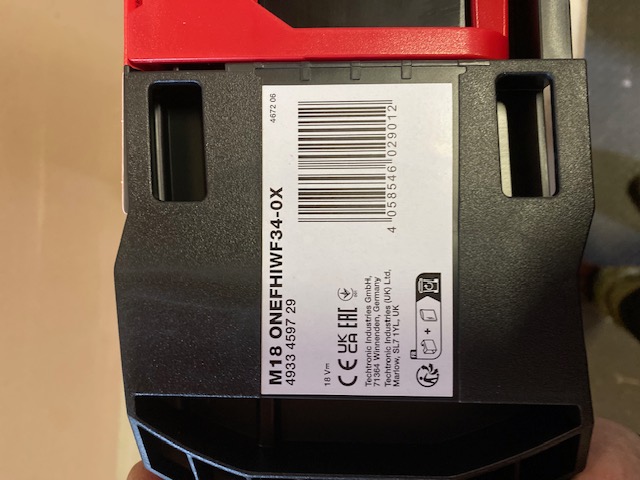 M18 ONEFHIWF34-0X
4933 4597 29
4672 06
4 058546 029012
18 V
CE UK CA EAC
Techtronic Industries GmbH,
71364 Winnenden, Germany
Techtronic Industries (UK) Ltd,
Marlow, SL7 1YL, UK